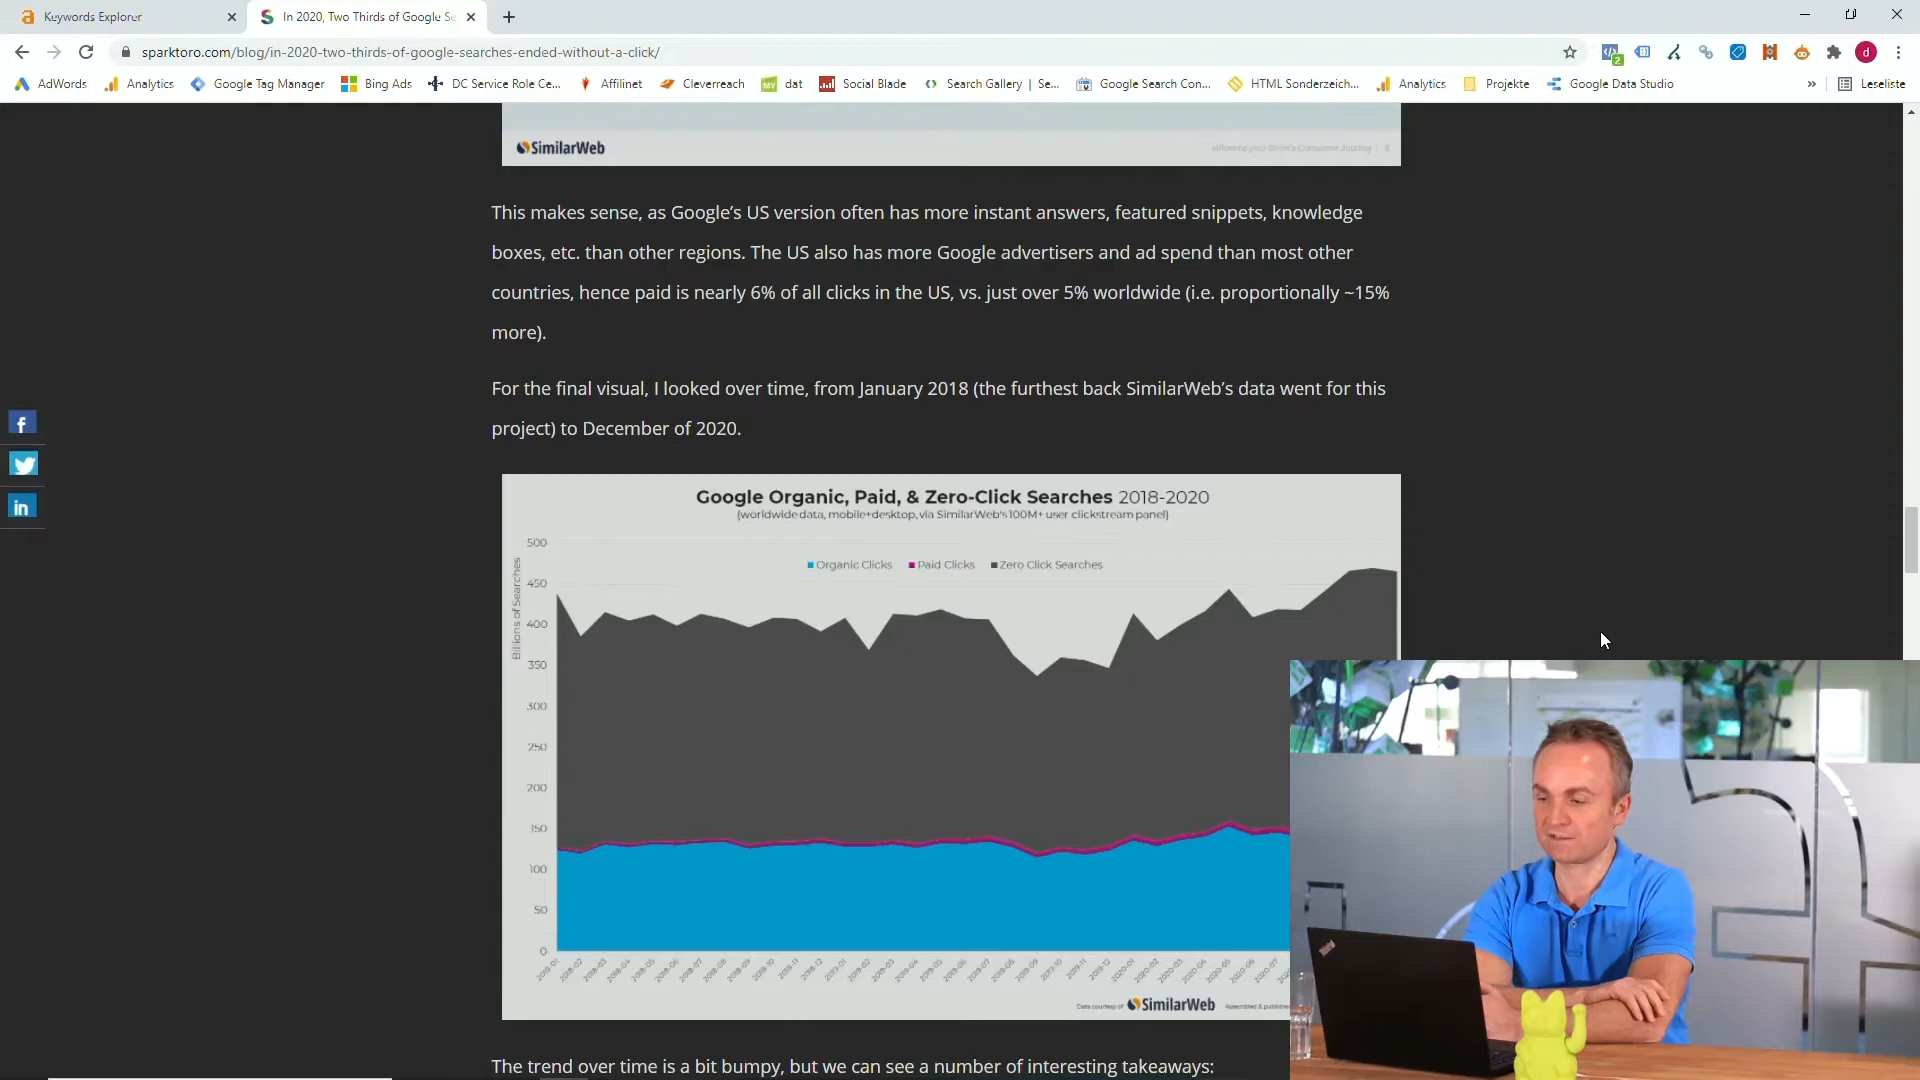 Keywords Explorer
In 2020, Two Thirds of Google Se
sparktoro.com/blog/in-2020-two-thirds-of-google-searches-ended-without-a-click/
2
d
AdWords
Analytics
Google Tag Manager
Bing Ads
DC Service Role Ce...
Affilinet
Cleverreach
dat
Social Blade
Search Gallery | Se...
Google Search Con...
HTML Sonderzeich...
Analytics
Projekte
Google Data Studio
»
Leseliste
SimilarWeb
This makes sense, as Google’s US version often has more instant answers, featured snippets, knowledge
boxes, etc. than other regions. The US also has more Google advertisers and ad spend than most other
countries, hence paid is nearly 6% of all clicks in the US, vs. just over 5% worldwide (i.e. proportionally ~15%
more).
For the final visual, I looked over time, from January 2018 (the furthest back SimilarWeb’s data went for this
project) to December of 2020.
Google Organic, Paid, & Zero-Click Searches 2018-2020
(worldwide data, mobile+desktop, via SimilarWeb's 100M+ user clickstream panel)
Organic Clicks
Paid Clicks
Zero Click Searches
Billions of Searches
500
450
400
350
300
250
200
150
100
50
0
Data courtesy of
SimilarWeb
The trend over time is a bit bumpy, but we can see a number of interesting takeaways: